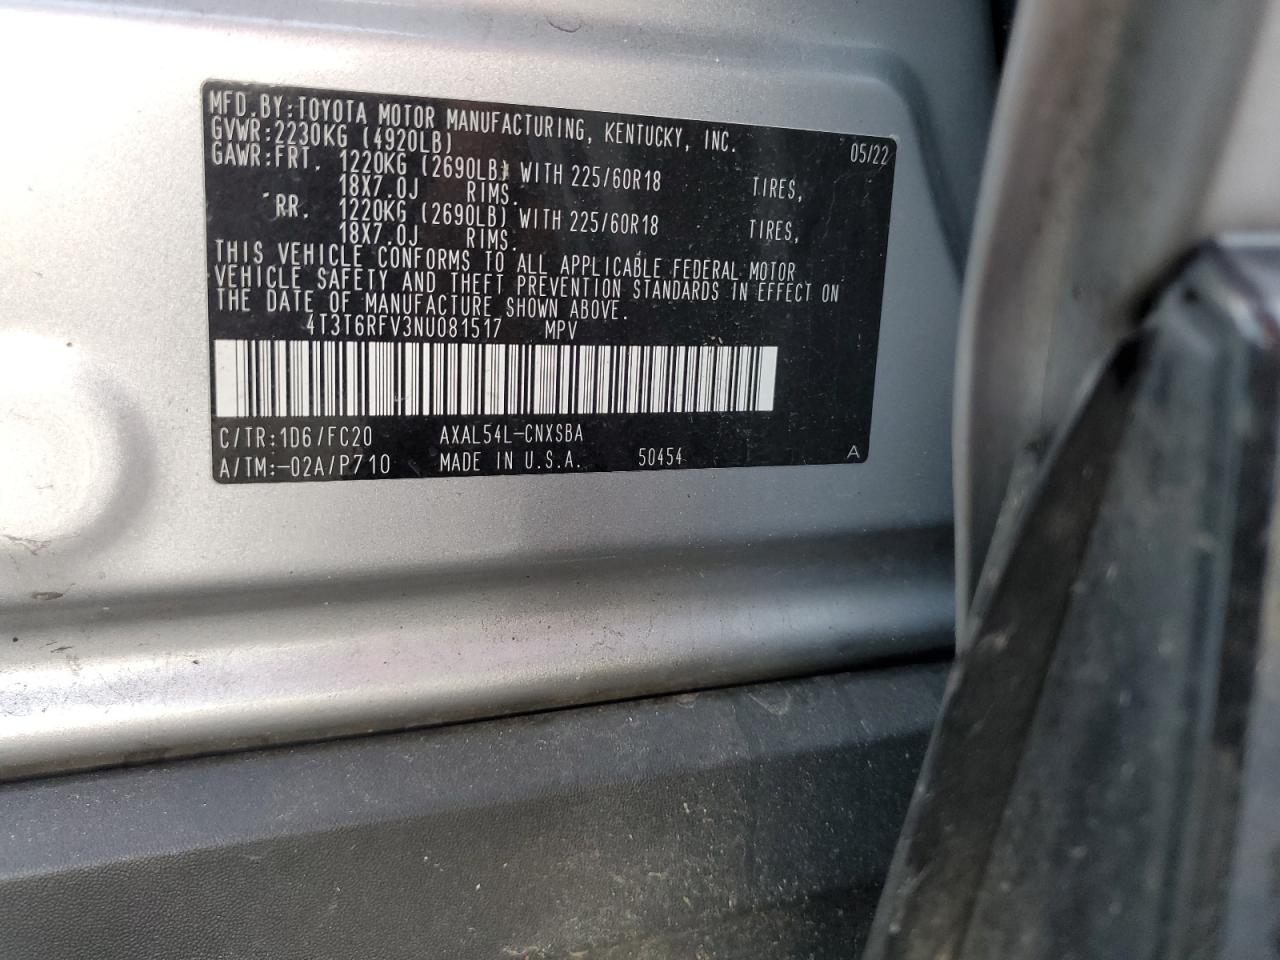 MFD.BY:TOYOTA MOTOR MANUFACTURING, KENTUCKY, INC. 05/22
GVWR:2230KG (4920LB)
GAWR:FRT. 1220KG (2690LB) WITH 225/60R18 TIRES,
18X7.0J RIMS.
RR. 1220KG (2690LB) WITH 225/60R18 TIRES,
18X7.0J RIMS.
THIS VEHICLE CONFORMS TO ALL APPLICABLE FEDERAL MOTOR
VEHICLE SAFETY AND THEFT PREVENTION STANDARDS IN EFFECT ON
THE DATE OF MANUFACTURE SHOWN ABOVE.
4T3T6RFV3NU081517 MPV
C/TR:1D6/FC20 AXAL54L-CNXSBA
A/TM:-02A/P710 MADE IN U.S.A. 50454 A